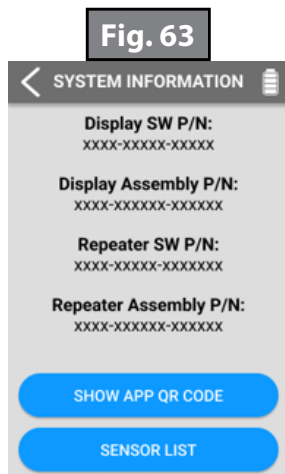 Fig. 63
SYSTEM INFORMATION
Display SW P/N:
xxxx-xxxxx-xxxxx
Display Assembly P/N:
xxxx-xxxxxx-xxxxxx
Repeater SW P/N:
xxxx-xxxxxx-xxxxxxx
Repeater Assembly P/N:
xxxx-xxxxxx-xxxxxx
SHOW APP QR CODE
SENSOR LIST